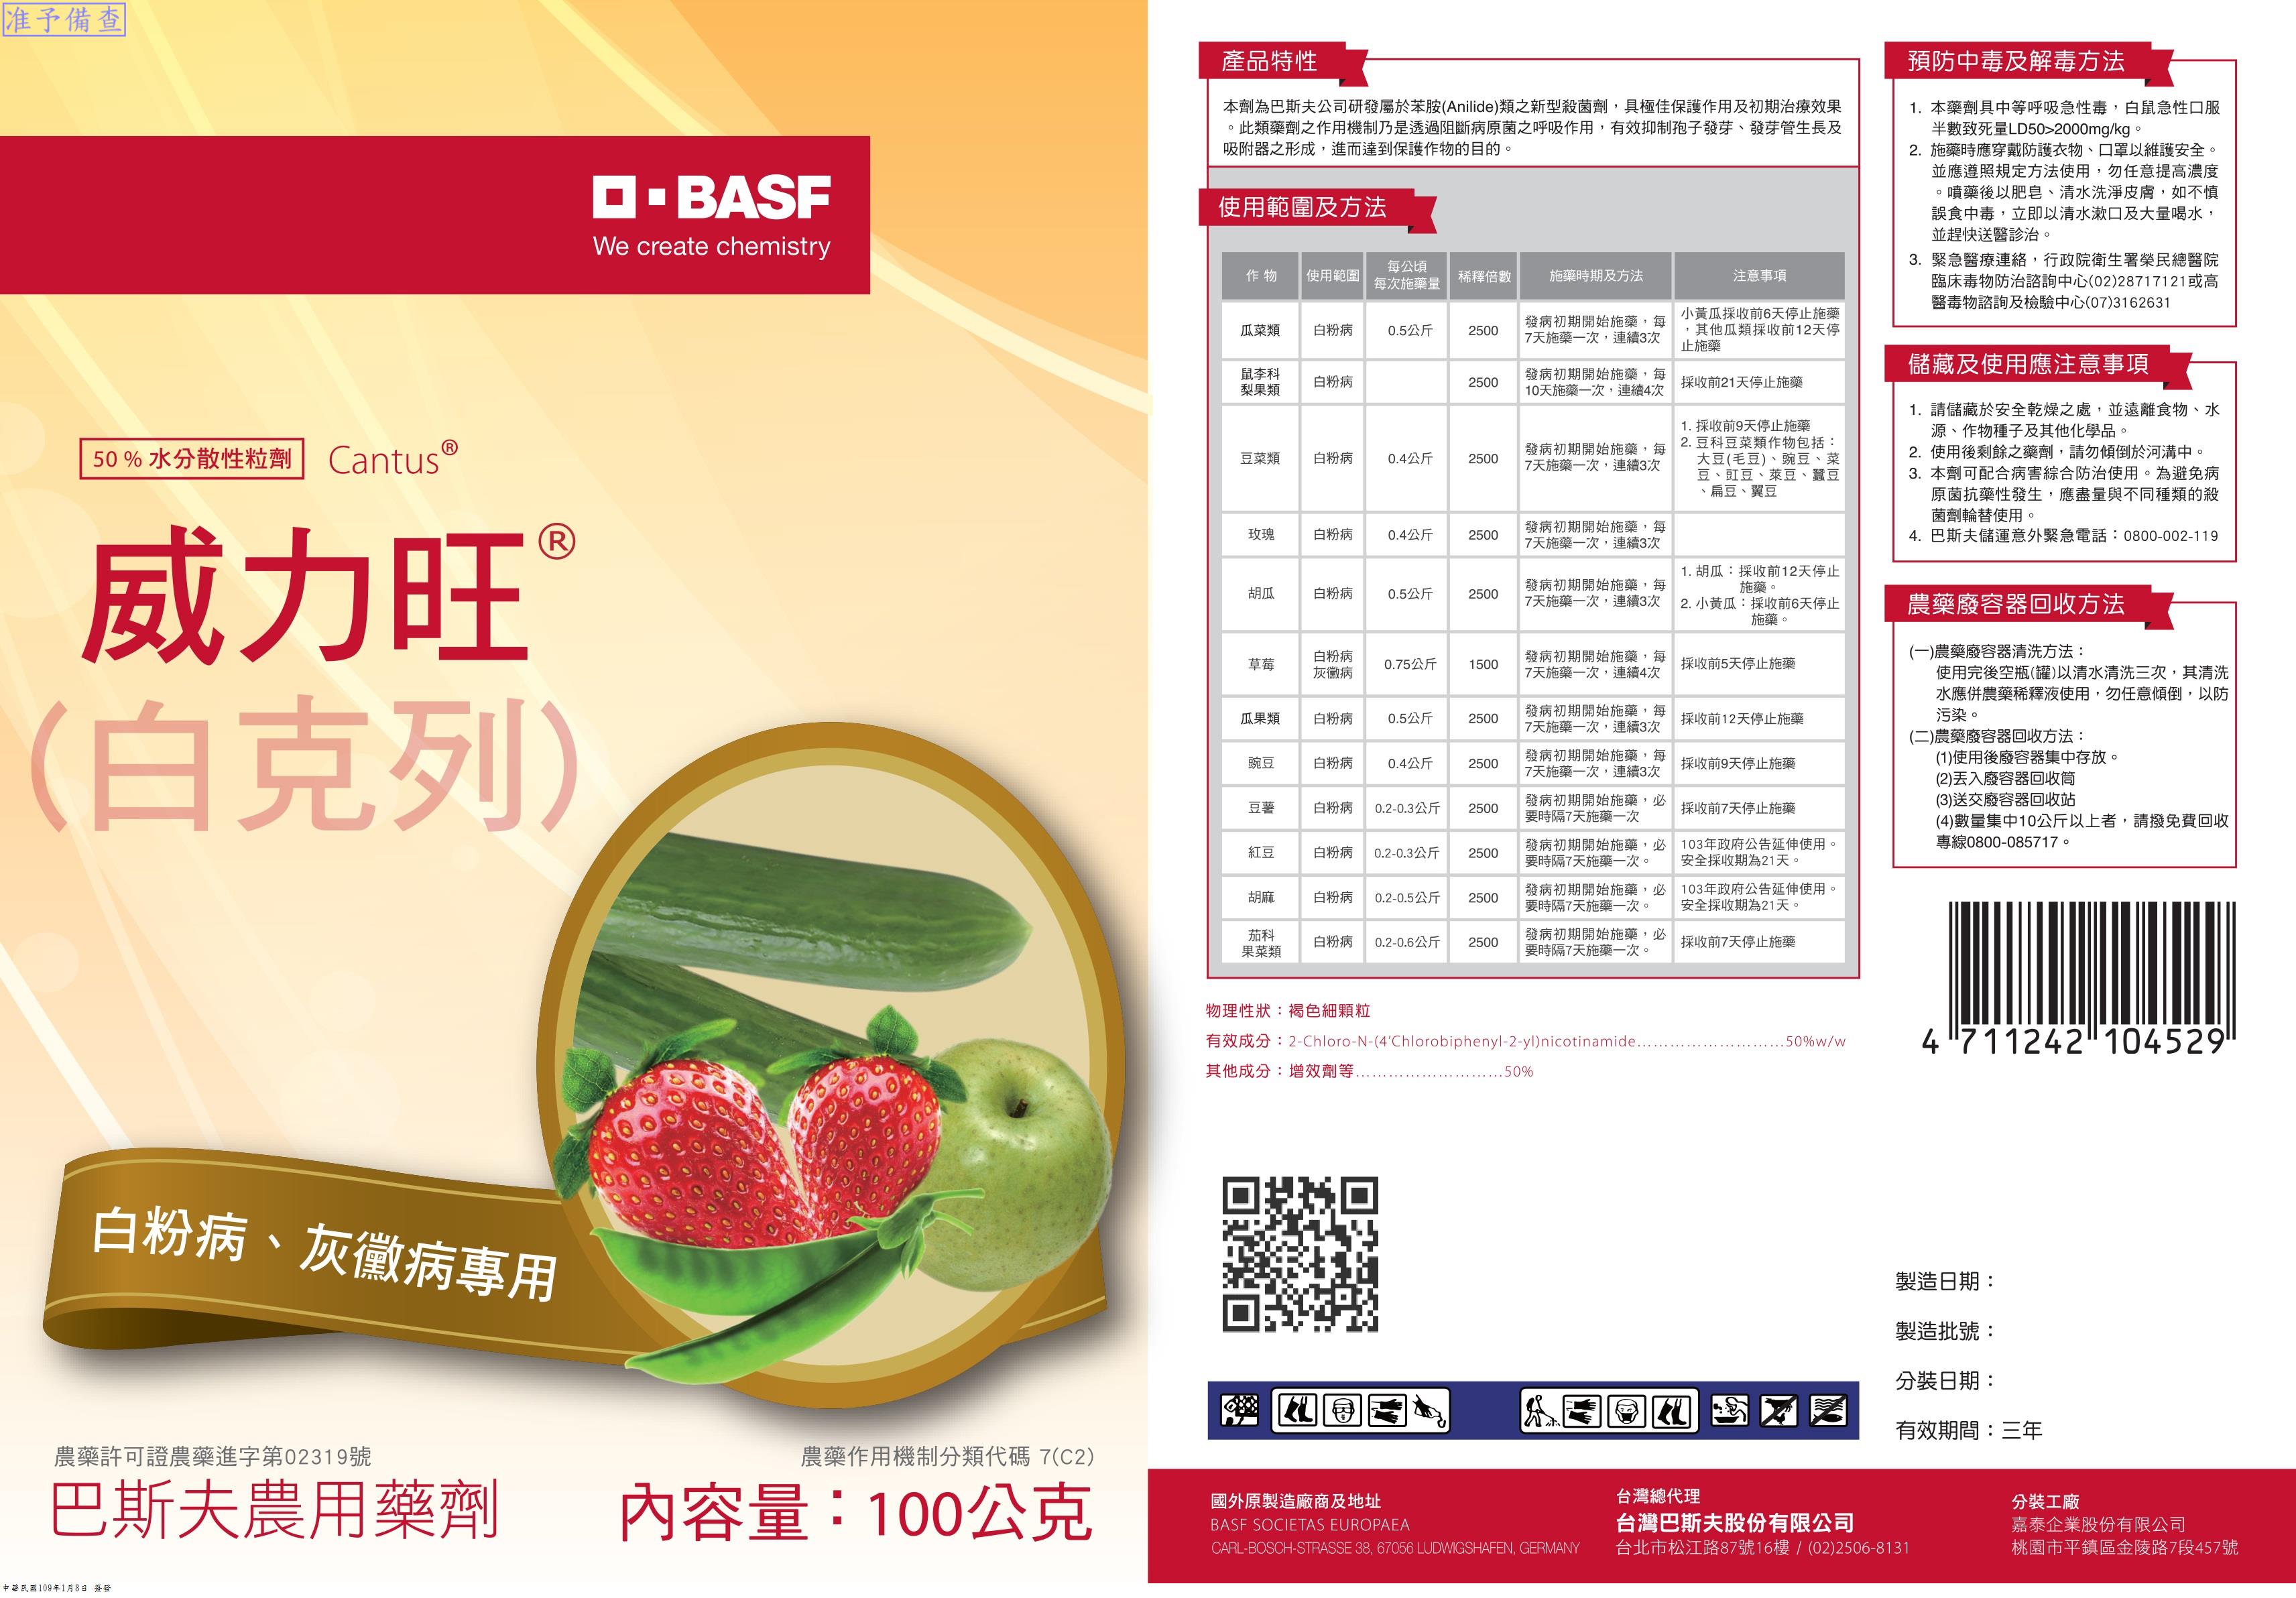 准予備查
BASF
We create chemistry
50 % 水分散性粒劑
Cantus®
威力旺®
(白克列)
白粉病、灰黴病專用
農藥許可證農藥進字第02319號
農藥作用機制分類代碼 7(C2)
巴斯夫農用藥劑
內容量：100公克
中華民國109年1月8日 簽發
產品特性
本劑為巴斯夫公司研發屬於苯胺(Anilide)類之新型殺菌劑，具極佳保護作用及初期治療效果
。此類藥劑之作用機制乃是透過阻斷病原菌之呼吸作用，有效抑制孢子發芽、發芽管生長及
吸附器之形成，進而達到保護作物的目的。
使用範圍及方法
作 物 使用範圍 每公頃 每次施藥量 稀釋倍數 施藥時期及方法 注意事項
瓜菜類 白粉病 0.5公斤 2500 發病初期開始施藥，每 7天施藥一次，連續3次 小黃瓜採收前6天停止施藥 ，其他瓜類採收前12天停 止施藥
鼠李科 梨果類 白粉病 2500 發病初期開始施藥，每 10天施藥一次，連續4次 採收前21天停止施藥
豆菜類 白粉病 0.4公斤 2500 發病初期開始施藥，每 7天施藥一次，連續3次 1. 採收前9天停止施藥 2. 豆科豆菜類作物包括： 大豆(毛豆)、豌豆、菜 豆、豇豆、萊豆、蠶豆 、扁豆、翼豆
玫瑰 白粉病 0.4公斤 2500 發病初期開始施藥，每 7天施藥一次，連續3次
胡瓜 白粉病 0.5公斤 2500 發病初期開始施藥，每 7天施藥一次，連續3次 1. 胡瓜：採收前12天停止 施藥。 2. 小黃瓜：採收前6天停止 施藥。
草莓 白粉病 灰黴病 0.75公斤 1500 發病初期開始施藥，每 7天施藥一次，連續4次 採收前5天停止施藥
瓜果類 白粉病 0.5公斤 2500 發病初期開始施藥，每 7天施藥一次，連續3次 採收前12天停止施藥
豌豆 白粉病 0.4公斤 2500 發病初期開始施藥，每 7天施藥一次，連續3次 採收前9天停止施藥
豆薯 白粉病 0.2-0.3公斤 2500 發病初期開始施藥，必 要時隔7天施藥一次 採收前7天停止施藥
紅豆 白粉病 0.2-0.3公斤 2500 發病初期開始施藥，必 要時隔7天施藥一次。 103年政府公告延伸使用。 安全採收期為21天。
胡麻 白粉病 0.2-0.5公斤 2500 發病初期開始施藥，必 要時隔7天施藥一次。 103年政府公告延伸使用。 安全採收期為21天。
茄科 果菜類 白粉病 0.2-0.6公斤 2500 發病初期開始施藥，必 要時隔7天施藥一次。 採收前7天停止施藥
物理性狀：褐色細顆粒
有效成分：2-Chloro-N-(4'Chlorobiphenyl-2-yl)nicotinamide………………………50%w/w
其他成分：增效劑等………………………50%
預防中毒及解毒方法
1. 本藥劑具中等呼吸急性毒，白鼠急性口服
半數致死量LD50>2000mg/kg。
2. 施藥時應穿戴防護衣物、口罩以維護安全。
並應遵照規定方法使用，勿任意提高濃度
。噴藥後以肥皂、清水洗淨皮膚，如不慎
誤食中毒，立即以清水漱口及大量喝水，
並趕快送醫診治。
3. 緊急醫療連絡，行政院衛生署榮民總醫院
臨床毒物防治諮詢中心(02)28717121或高
醫毒物諮詢及檢驗中心(07)3162631
儲藏及使用應注意事項
1. 請儲藏於安全乾燥之處，並遠離食物、水
源、作物種子及其他化學品。
2. 使用後剩餘之藥劑，請勿傾倒於河溝中。
3. 本劑可配合病害綜合防治使用。為避免病
原菌抗藥性發生，應盡量與不同種類的殺
菌劑輪替使用。
4. 巴斯夫儲運意外緊急電話：0800-002-119
農藥廢容器回收方法
(一)農藥廢容器清洗方法：
使用完後空瓶(罐)以清水清洗三次，其清洗
水應併農藥稀釋液使用，勿任意傾倒，以防
污染。
(二)農藥廢容器回收方法：
(1)使用後廢容器集中存放。
(2)丟入廢容器回收筒
(3)送交廢容器回收站
(4)數量集中10公斤以上者，請撥免費回收
專線0800-085717。
4 711242 104529
製造日期：
製造批號：
分裝日期：
有效期間：三年
國外原製造廠商及地址
BASF SOCIETAS EUROPAEA
CARL-BOSCH-STRASSE 38, 67056 LUDWIGSHAFEN, GERMANY
台灣總代理
台灣巴斯夫股份有限公司
台北市松江路87號16樓 / (02)2506-8131
分裝工廠
嘉泰企業股份有限公司
桃園市平鎮區金陵路7段457號